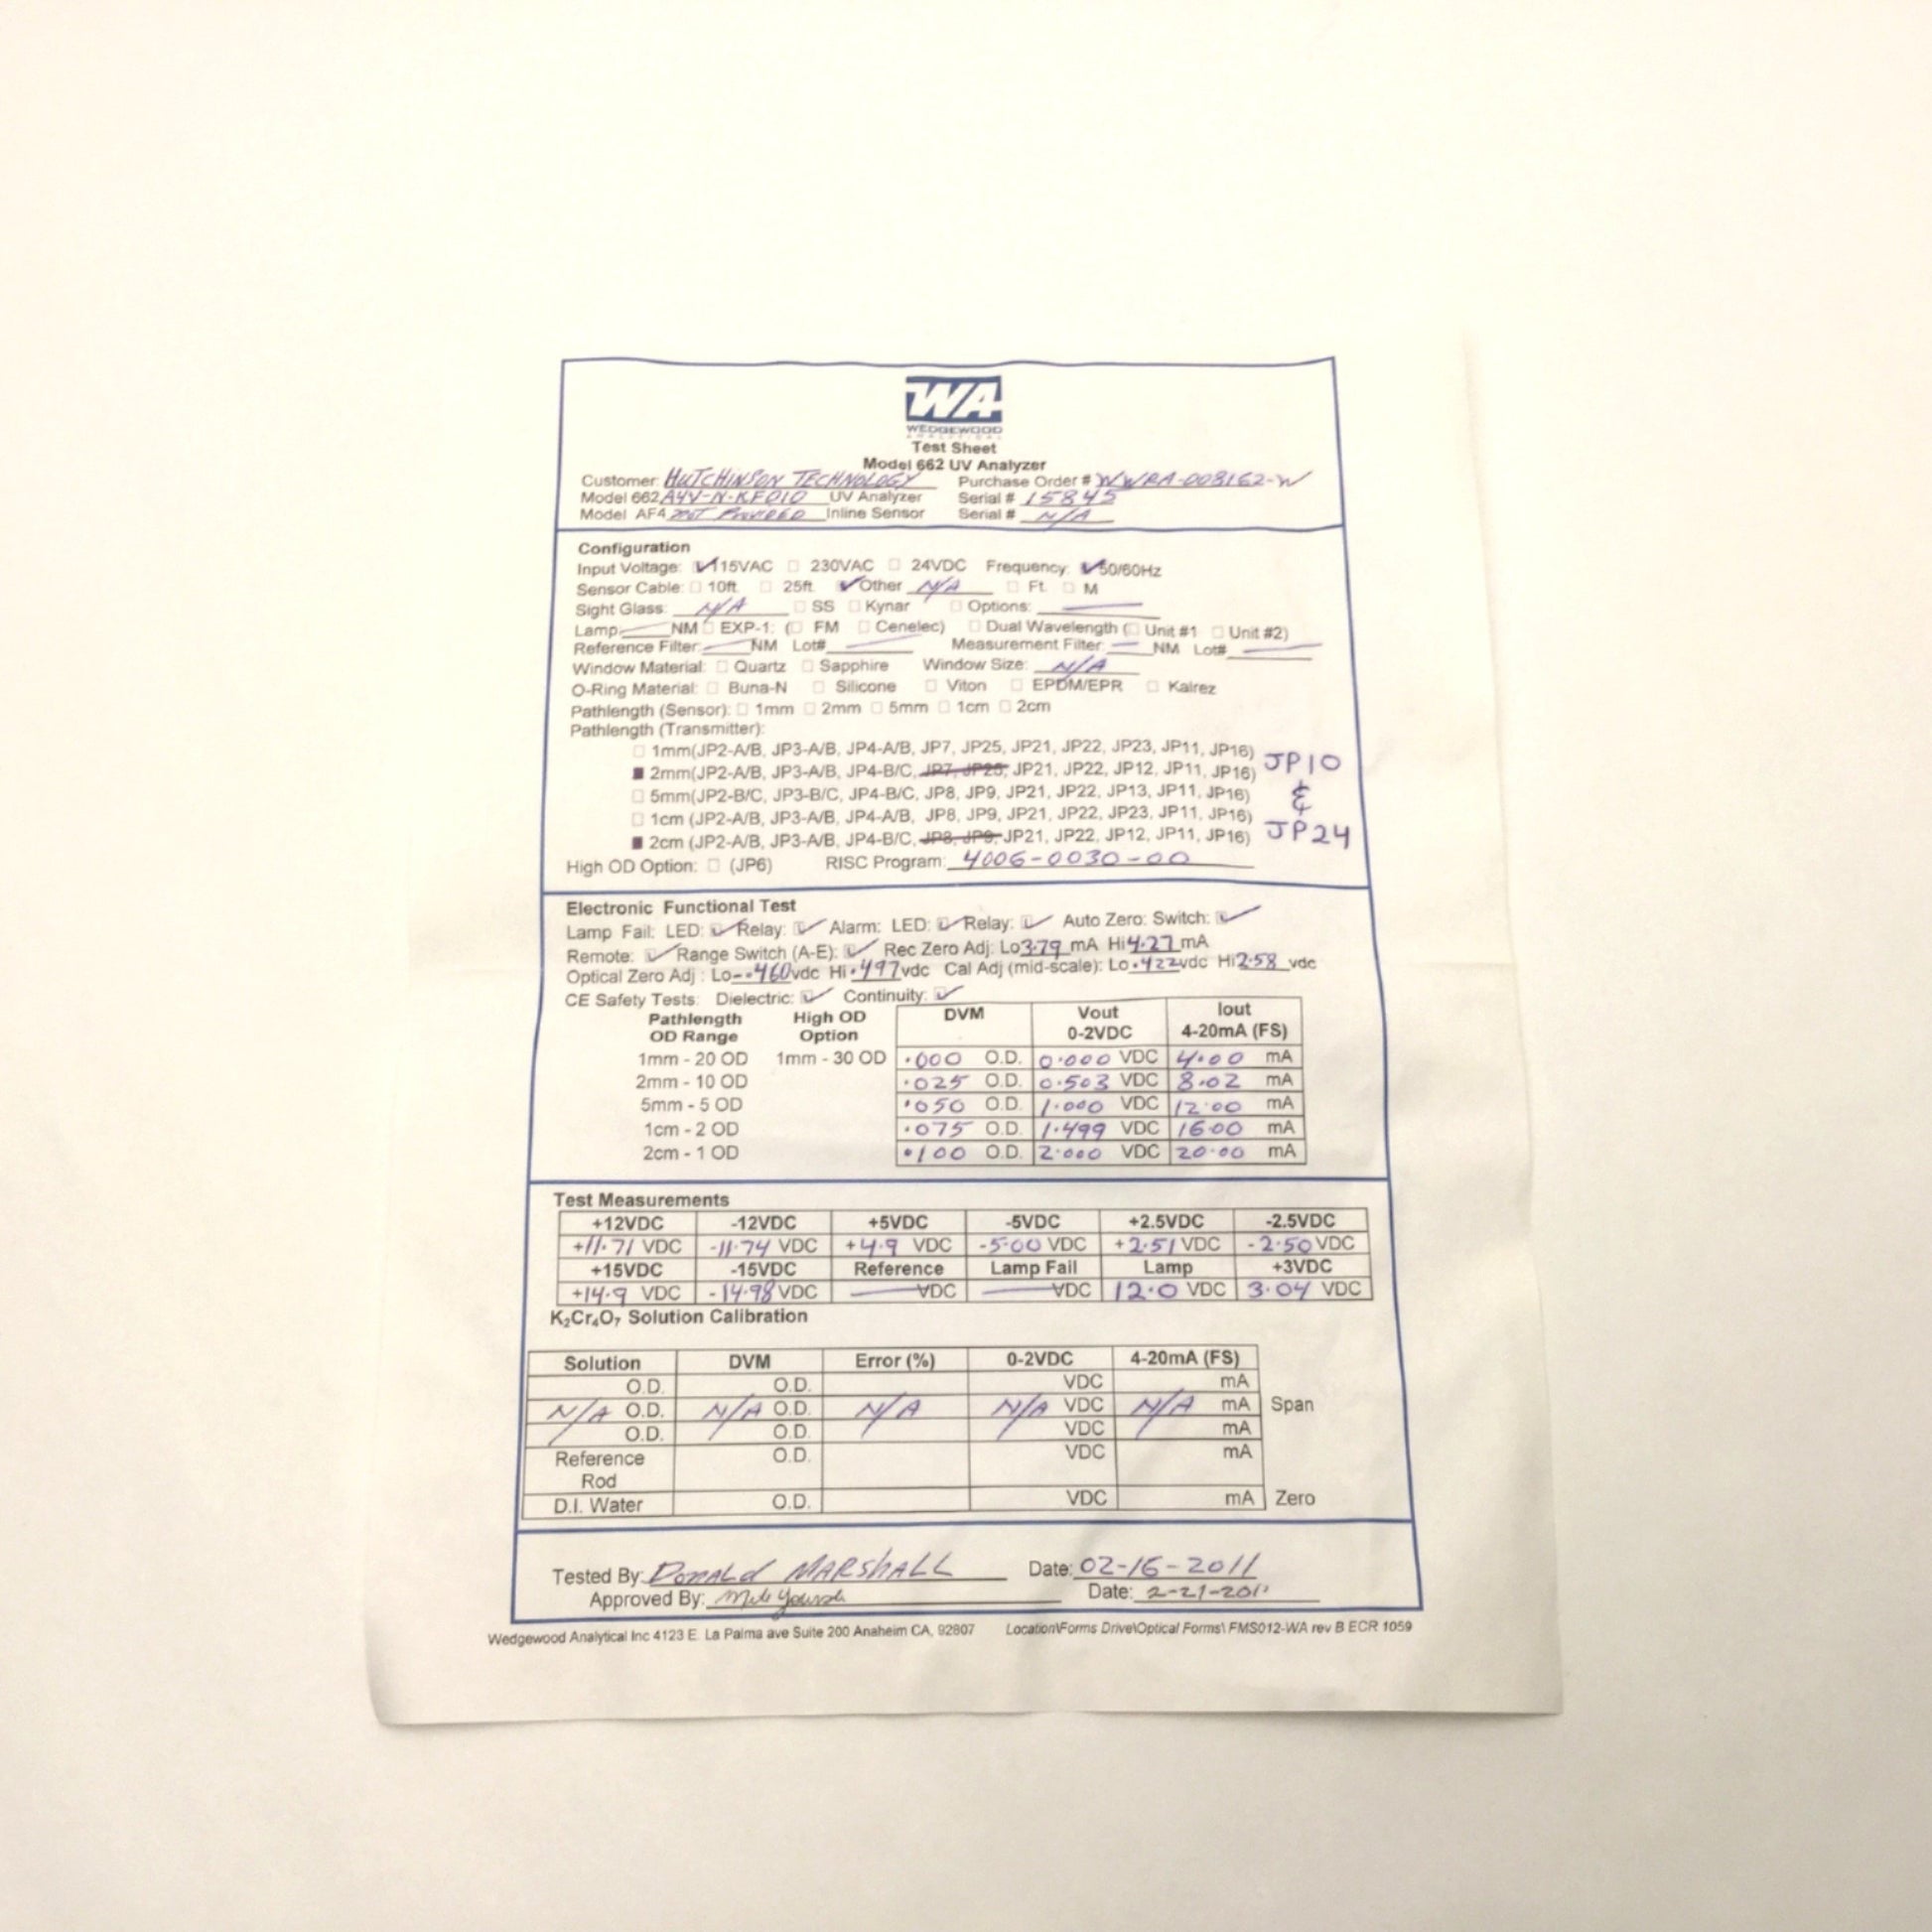 WA
WEDGEWOOD
ANALYTICAL
Test Sheet
Model 662 UV Analyzer
Customer: HUTCHINSON TECHNOLOGY Purchase Order # WWRA-008162-W
Model 662 A4V-N-KF010 UV Analyzer Serial # 15845
Model AF4 NOT PROVIDED Inline Sensor Serial # N/A
Configuration
Input Voltage: 115VAC 230VAC 24VDC Frequency: 50/60Hz
Sensor Cable: 10ft. 25ft. Other N/A Ft. M
Sight Glass: N/A SS Kynar Options:
Lamp NM EXP-1: ( FM Cenelec) Dual Wavelength ( Unit #1 Unit #2)
Reference Filter: NM Lot# Measurement Filter: NM Lot#
Window Material: Quartz Sapphire Window Size: N/A
O-Ring Material: Buna-N Silicone Viton EPDM/EPR Kalrez
Pathlength (Sensor): 1mm 2mm 5mm 1cm 2cm
Pathlength (Transmitter):
1mm(JP2-A/B, JP3-A/B, JP4-A/B, JP7, JP25, JP21, JP22, JP23, JP11, JP16)
2mm(JP2-A/B, JP3-A/B, JP4-B/C, JP7, JP25, JP21, JP22, JP12, JP11, JP16) JP10
5mm(JP2-B/C, JP3-B/C, JP4-B/C, JP8, JP9, JP21, JP22, JP13, JP11, JP16) &
1cm (JP2-A/B, JP3-A/B, JP4-A/B, JP8, JP9, JP21, JP22, JP23, JP11, JP16)
2cm (JP2-A/B, JP3-A/B, JP4-B/C, JP8, JP9, JP21, JP22, JP12, JP11, JP16) JP24
High OD Option: (JP6) RISC Program: 4006-0030-00
Electronic Functional Test
Lamp Fail: LED: Relay: Alarm: LED: Relay: Auto Zero: Switch:
Remote: Range Switch (A-E): Rec Zero Adj: Lo 3.79 mA Hi 4.27 mA
Optical Zero Adj : Lo -.460 vdc Hi .497 vdc Cal Adj (mid-scale): Lo .422 vdc Hi 2.58 vdc
CE Safety Tests: Dielectric: Continuity:
Pathlength High OD DVM Vout Iout
OD Range Option 0-2VDC 4-20mA (FS)
1mm - 20 OD 1mm - 30 OD .000 O.D. 0.000 VDC 4.00 mA
2mm - 10 OD .025 O.D. 0.503 VDC 8.02 mA
5mm - 5 OD .050 O.D. 1.000 VDC 12.00 mA
1cm - 2 OD .075 O.D. 1.499 VDC 16.00 mA
2cm - 1 OD .100 O.D. 2.000 VDC 20.00 mA
Test Measurements
+12VDC -12VDC +5VDC -5VDC +2.5VDC -2.5VDC
+11.71 VDC -11.74 VDC +4.9 VDC -5.00 VDC +2.51 VDC -2.50 VDC
+15VDC -15VDC Reference Lamp Fail Lamp +3VDC
+14.9 VDC -14.98 VDC VDC VDC 12.0 VDC 3.04 VDC
K₂Cr₄O₇ Solution Calibration
Solution DVM Error (%) 0-2VDC 4-20mA (FS)
O.D. O.D. VDC mA
N/A O.D. N/A O.D. N/A N/A VDC N/A mA Span
O.D. O.D. VDC mA
Reference O.D. VDC mA
Rod
D.I. Water O.D. VDC mA Zero
Tested By: DONALD MARSHALL Date: 02-16-2011
Approved By: Date: 2-21-2011
Wedgewood Analytical Inc 4123 E. La Palma ave Suite 200 Anaheim CA, 92807 Location\Forms Drive\Optical Forms\ FMS012-WA rev B ECR 1059